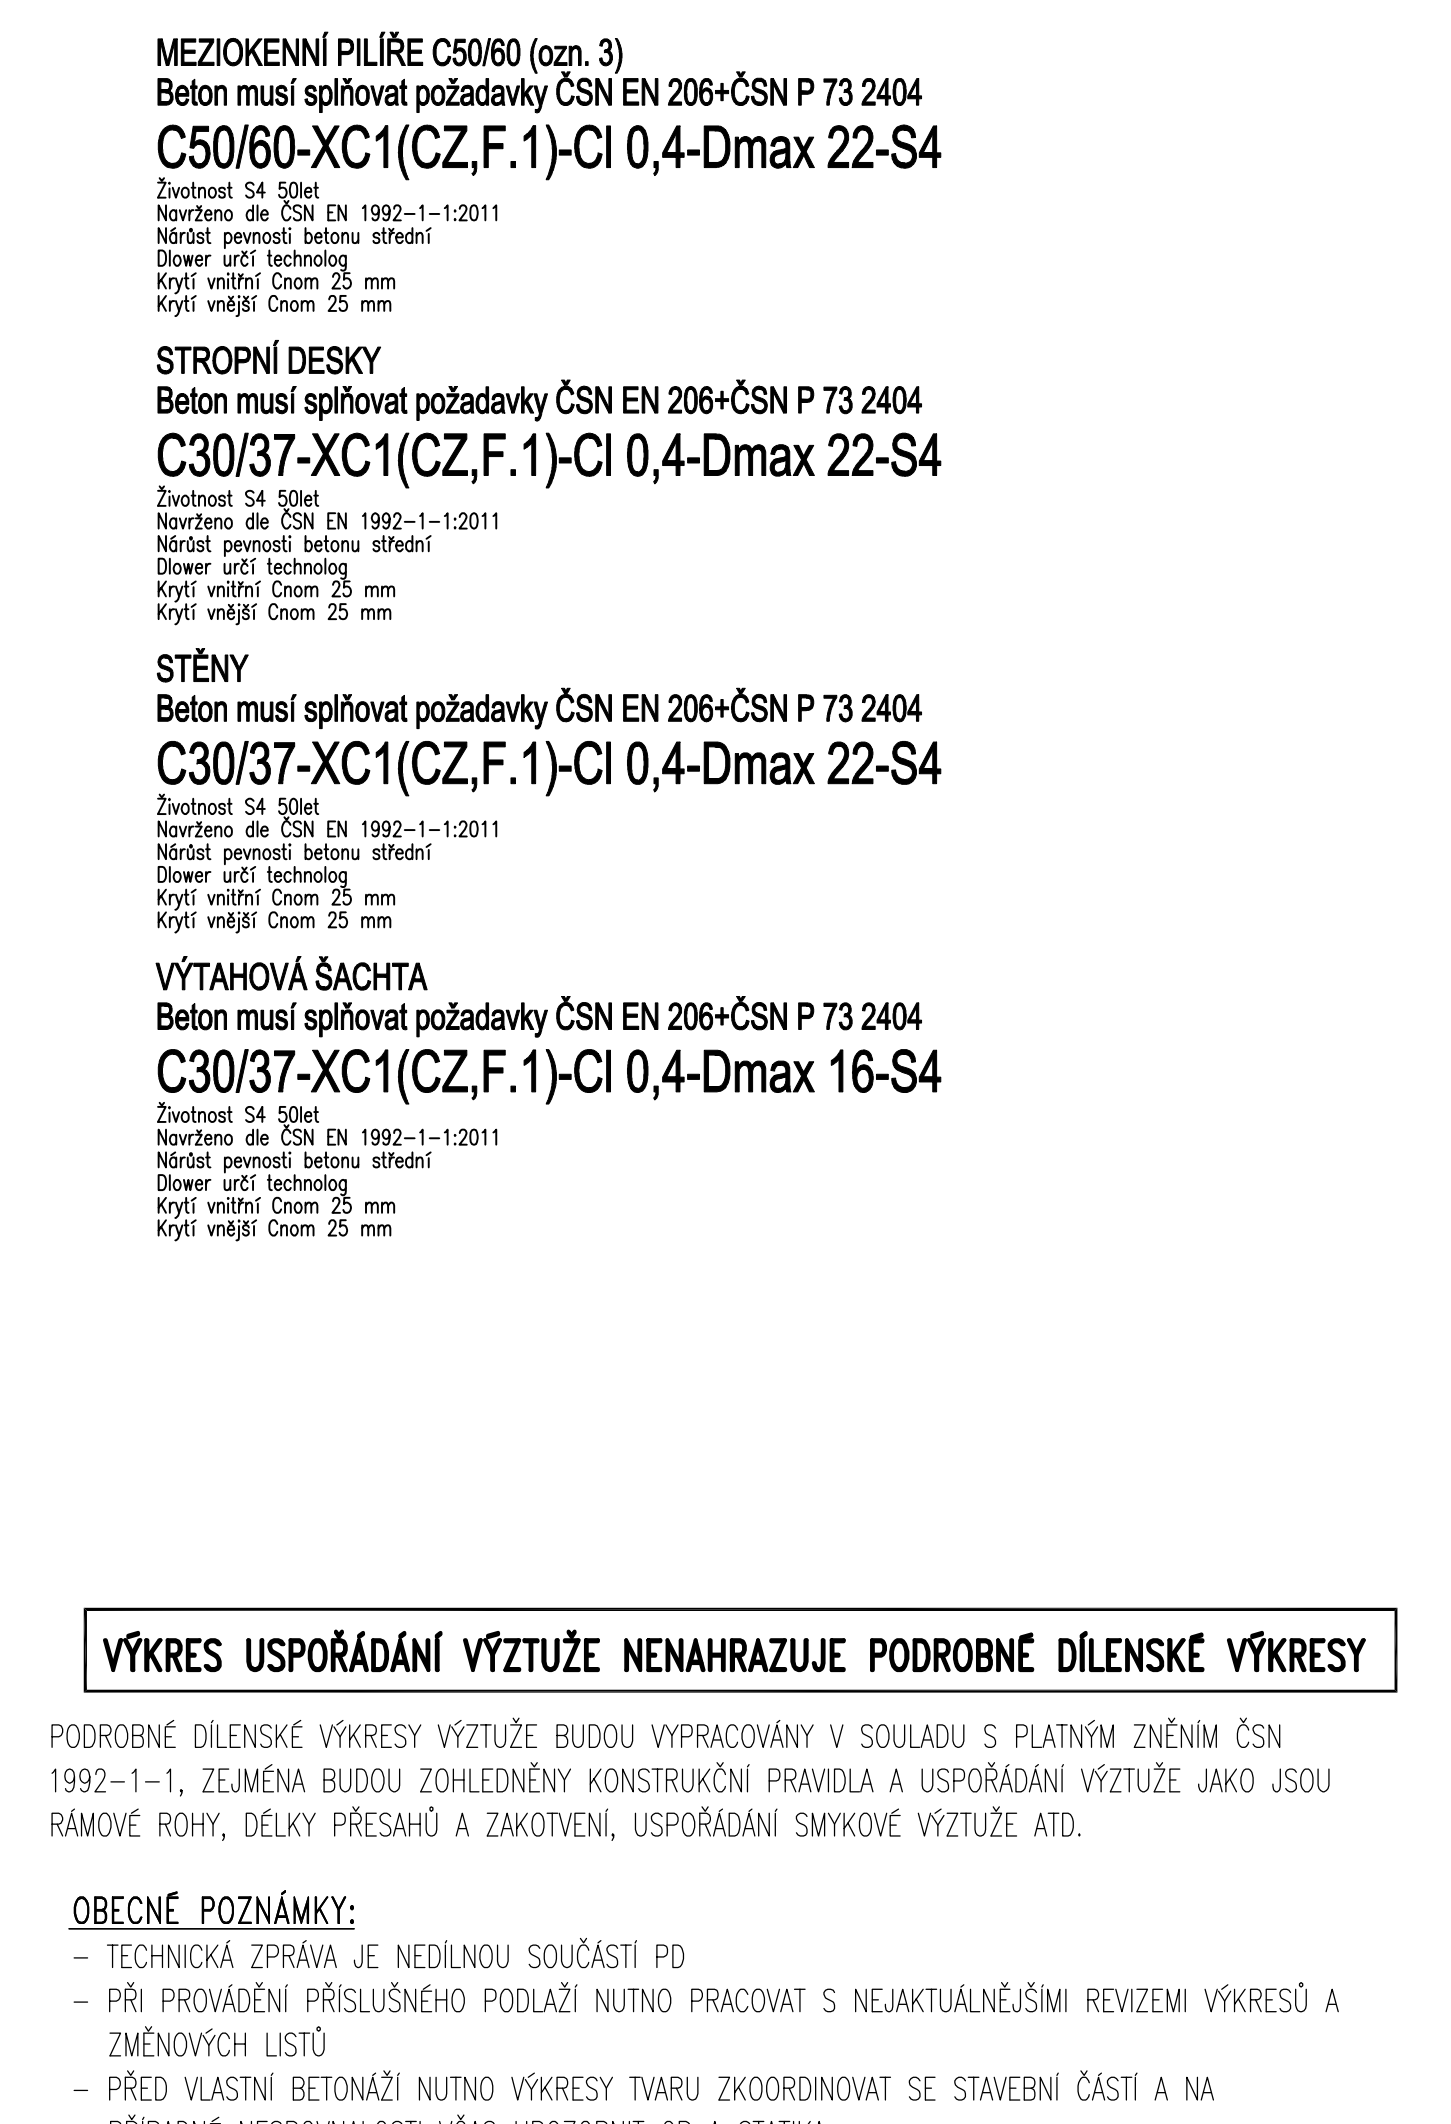 MEZIOKENNÍ PILÍŘE C50/60 (ozn. 3)
Beton musí splňovat požadavky ČSN EN 206+ČSN P 73 2404
C50/60-XC1(CZ,F.1)-Cl 0,4-Dmax 22-S4
Životnost S4 50let
Navrženo dle ČSN EN 1992-1-1:2011
Nárůst pevnosti betonu střední
Dlower určí technolog
Krytí vnitřní Cnom 25 mm
Krytí vnější Cnom 25 mm
STROPNÍ DESKY
Beton musí splňovat požadavky ČSN EN 206+ČSN P 73 2404
C30/37-XC1(CZ,F.1)-Cl 0,4-Dmax 22-S4
Životnost S4 50let
Navrženo dle ČSN EN 1992-1-1:2011
Nárůst pevnosti betonu střední
Dlower určí technolog
Krytí vnitřní Cnom 25 mm
Krytí vnější Cnom 25 mm
STĚNY
Beton musí splňovat požadavky ČSN EN 206+ČSN P 73 2404
C30/37-XC1(CZ,F.1)-Cl 0,4-Dmax 22-S4
Životnost S4 50let
Navrženo dle ČSN EN 1992-1-1:2011
Nárůst pevnosti betonu střední
Dlower určí technolog
Krytí vnitřní Cnom 25 mm
Krytí vnější Cnom 25 mm
VÝTAHOVÁ ŠACHTA
Beton musí splňovat požadavky ČSN EN 206+ČSN P 73 2404
C30/37-XC1(CZ,F.1)-Cl 0,4-Dmax 16-S4
Životnost S4 50let
Navrženo dle ČSN EN 1992-1-1:2011
Nárůst pevnosti betonu střední
Dlower určí technolog
Krytí vnitřní Cnom 25 mm
Krytí vnější Cnom 25 mm
VÝKRES USPOŘÁDÁNÍ VÝZTUŽE NENAHRAZUJE PODROBNÉ DÍLENSKÉ VÝKRESY
PODROBNÉ DÍLENSKÉ VÝKRESY VÝZTUŽE BUDOU VYPRACOVÁNY V SOULADU S PLATNÝM ZNĚNÍM ČSN
1992-1-1, ZEJMÉNA BUDOU ZOHLEDNĚNY KONSTRUKČNÍ PRAVIDLA A USPOŘÁDÁNÍ VÝZTUŽE JAKO JSOU
RÁMOVÉ ROHY, DÉLKY PŘESAHŮ A ZAKOTVENÍ, USPOŘÁDÁNÍ SMYKOVÉ VÝZTUŽE ATD.
OBECNÉ POZNÁMKY:
- TECHNICKÁ ZPRÁVA JE NEDÍLNOU SOUČÁSTÍ PD
- PŘI PROVÁDĚNÍ PŘÍSLUŠNÉHO PODLAŽÍ NUTNO PRACOVAT S NEJAKTUÁLNĚJŠÍMI REVIZEMI VÝKRESŮ A
ZMĚNOVÝCH LISTŮ
- PŘED VLASTNÍ BETONÁŽÍ NUTNO VÝKRESY TVARU ZKOORDINOVAT SE STAVEBNÍ ČÁSTÍ A NA